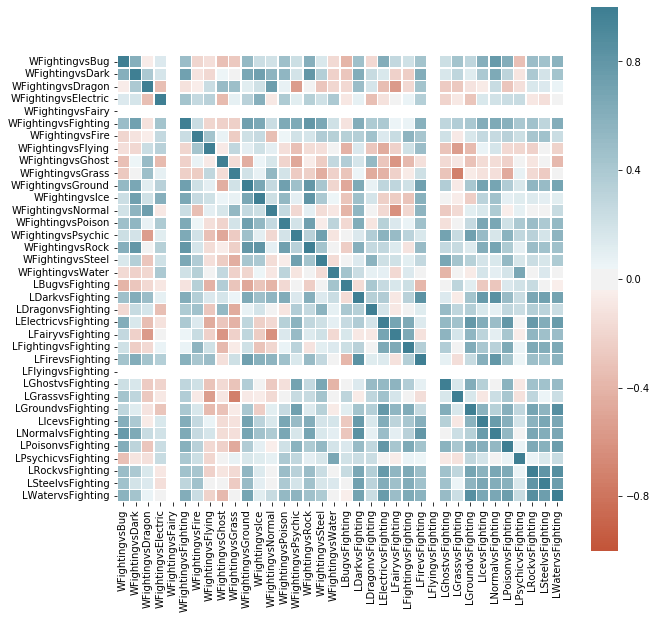 WFightingvsBug
WFightingvsDark
WFightingvsDragon
WFightingvsElectric
WFightingvsFairy
WFightingvsFighting
WFightingvsFire
WFightingvsFlying
WFightingvsGhost
WFightingvsGrass
WFightingvsGround
WFightingvsIce
WFightingvsNormal
WFightingvsPoison
WFightingvsPsychic
WFightingvsRock
WFightingvsSteel
WFightingvsWater
LBugvsFighting
LDarkvsFighting
LDragonvsFighting
LElectricvsFighting
LFairyvsFighting
LFightingvsFighting
LFirevsFighting
LFlyingvsFighting
LGhostvsFighting
LGrassvsFighting
LGroundvsFighting
LIcevsFighting
LNormalvsFighting
LPoisonvsFighting
LPsychicvsFighting
LRockvsFighting
LSteelvsFighting
LWatervsFighting
WFightingvsBug
WFightingvsDark
WFightingvsDragon
WFightingvsElectric
WFightingvsFairy
WFightingvsFighting
WFightingvsFire
WFightingvsFlying
WFightingvsGhost
WFightingvsGrass
WFightingvsGround
WFightingvsIce
WFightingvsNormal
WFightingvsPoison
WFightingvsPsychic
WFightingvsRock
WFightingvsSteel
WFightingvsWater
LBugvsFighting
LDarkvsFighting
LDragonvsFighting
LElectricvsFighting
LFairyvsFighting
LFightingvsFighting
LFirevsFighting
LFlyingvsFighting
LGhostvsFighting
LGrassvsFighting
LGroundvsFighting
LIcevsFighting
LNormalvsFighting
LPoisonvsFighting
LPsychicvsFighting
LRockvsFighting
LSteelvsFighting
LWatervsFighting
0.8
0.4
0.0
−0.4
−0.8